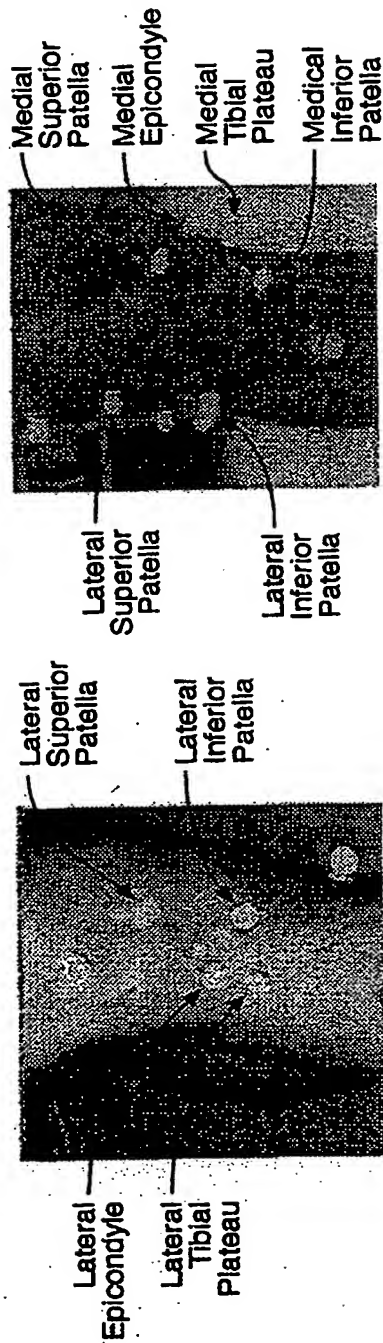 Lateral
Epicondyle
Lateral
Tibial
Plateau
Lateral
Superior
Patella
Lateral
Inferior
Patella
Lateral
Superior
Patella
Lateral
Inferior
Patella
Medial
Superior
Patella
Medial
Epicondyle
Medial
Tibial
Plateau
Medical
Inferior
Patella